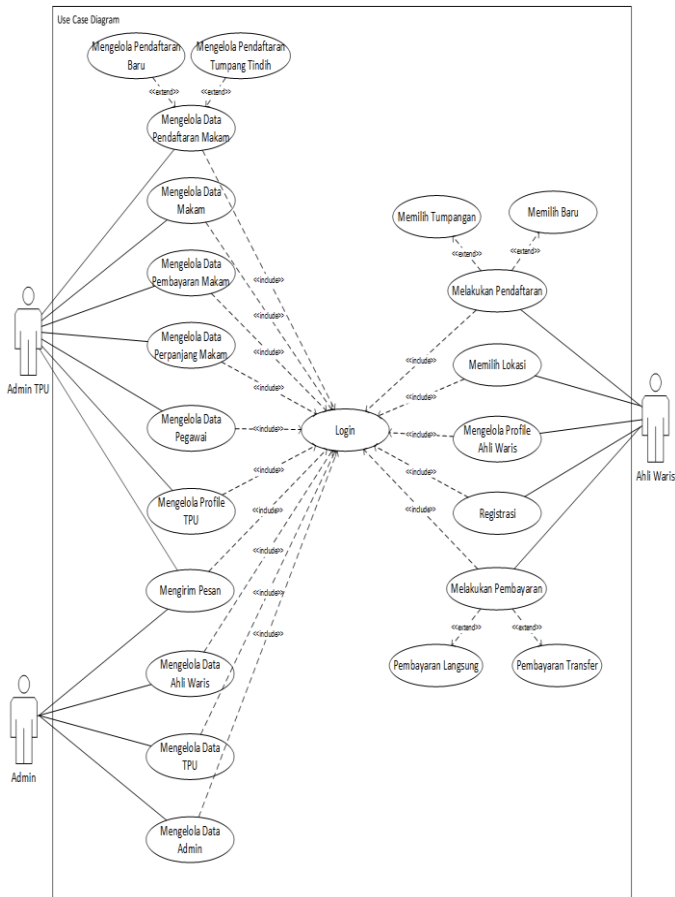 Use Case Diagram
Mengelola Pendaftaran
Baru
Mengelola Pendaftaran
Tumpang Tindih
<<extend>>
<<extend>>
Mengelola Data
Pendaftaran Makam
Mengelola Data
Makam
Mengelola Data
Pembayaran Makam
Mengelola Data
Perpanjang Makam
Mengelola Data
Pegawai
Mengelola Profile
TPU
Mengirim Pesan
Mengelola Data
Ahli Waris
Mengelola Data
TPU
Mengelola Data
Admin
Admin TPU
Admin
<<include>>
<<include>>
<<include>>
<<include>>
<<include>>
<<include>>
<<include>>
<<include>>
<<include>>
<<include>>
Login
Memilih Tumpangan
Memilih Baru
<<extend>>
<<extend>>
Melakukan Pendaftaran
<<include>>
Memilih Lokasi
<<include>>
Mengelola Profile
Ahli Waris
<<include>>
Registrasi
<<include>>
Melakukan Pembayaran
<<include>>
<<extend>>
<<extend>>
Pembayaran Langsung
Pembayaran Transfer
Ahli Waris